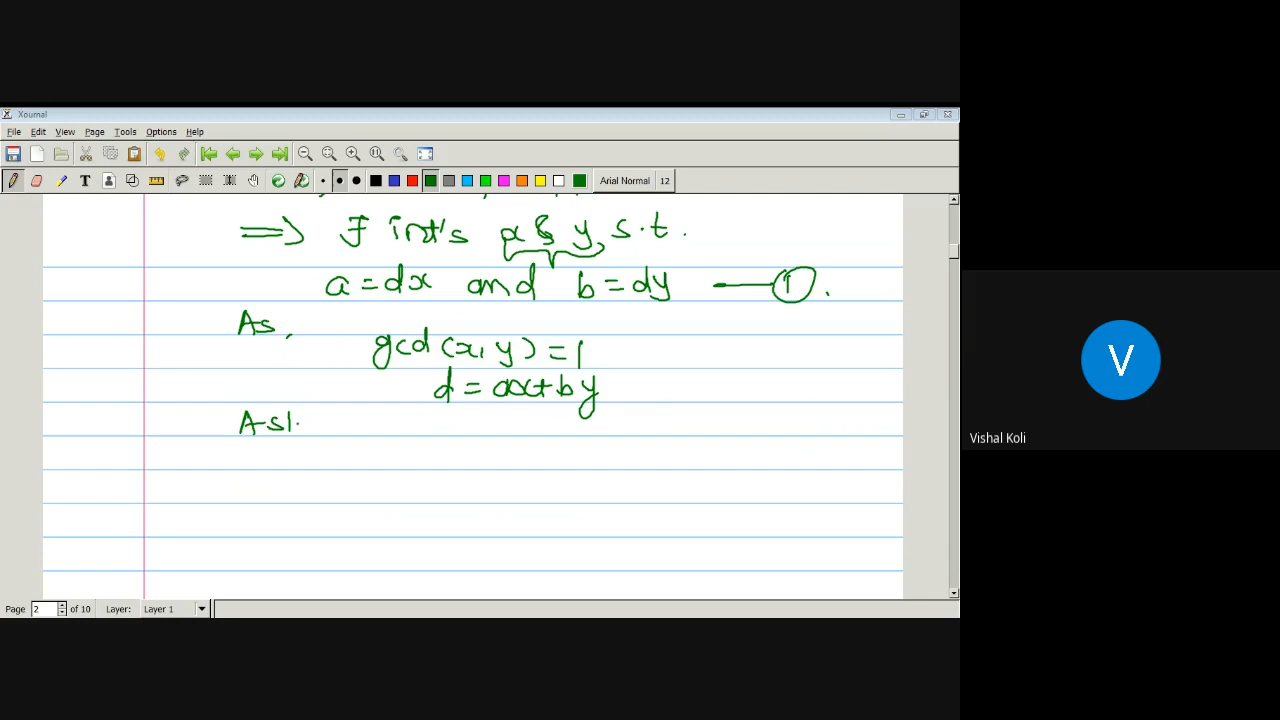 Xournal
File Edit View Page Tools Options Help
Arial Normal 12
⟹ ∃ int's x & y s.t.
a = dx and b = dy —— ①.
As,
gcd (x, y) = 1
d = ax + by
As
Page 2 of 10 Layer: Layer 1
V
Vishal Koli